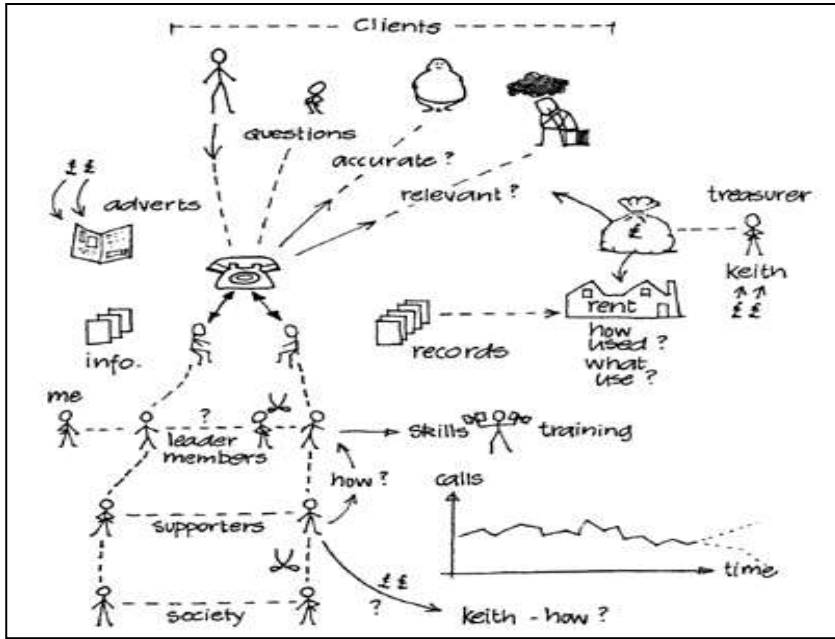 clients
questions
accurate?
relevant?
££
adverts
treasurer
£
keith
££
rent
how
used?
what
use?
info.
records
me
?
leader
members
skills
training
how?
calls
supporters
time
££
?
society
keith - how?